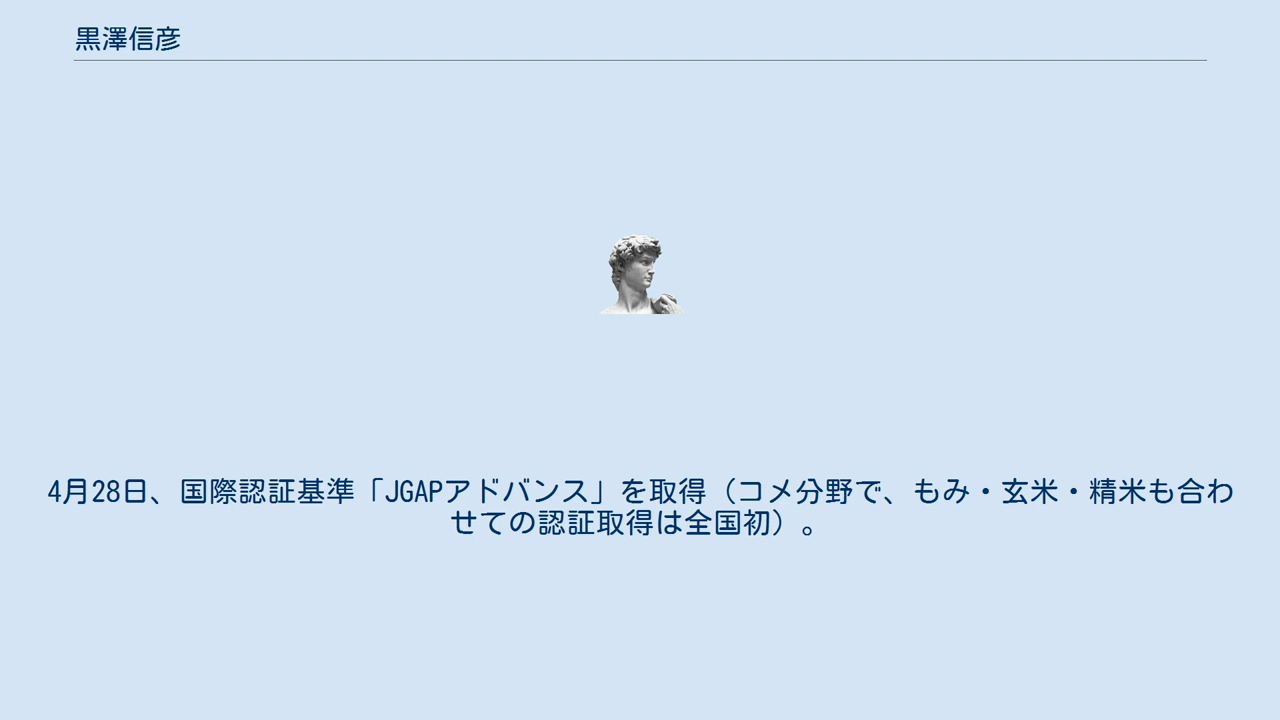 黒澤信彦
4月28日、国際認証基準「JGAPアドバンス」を取得（コメ分野で、もみ・玄米・精米も合わ
せての認証取得は全国初）。